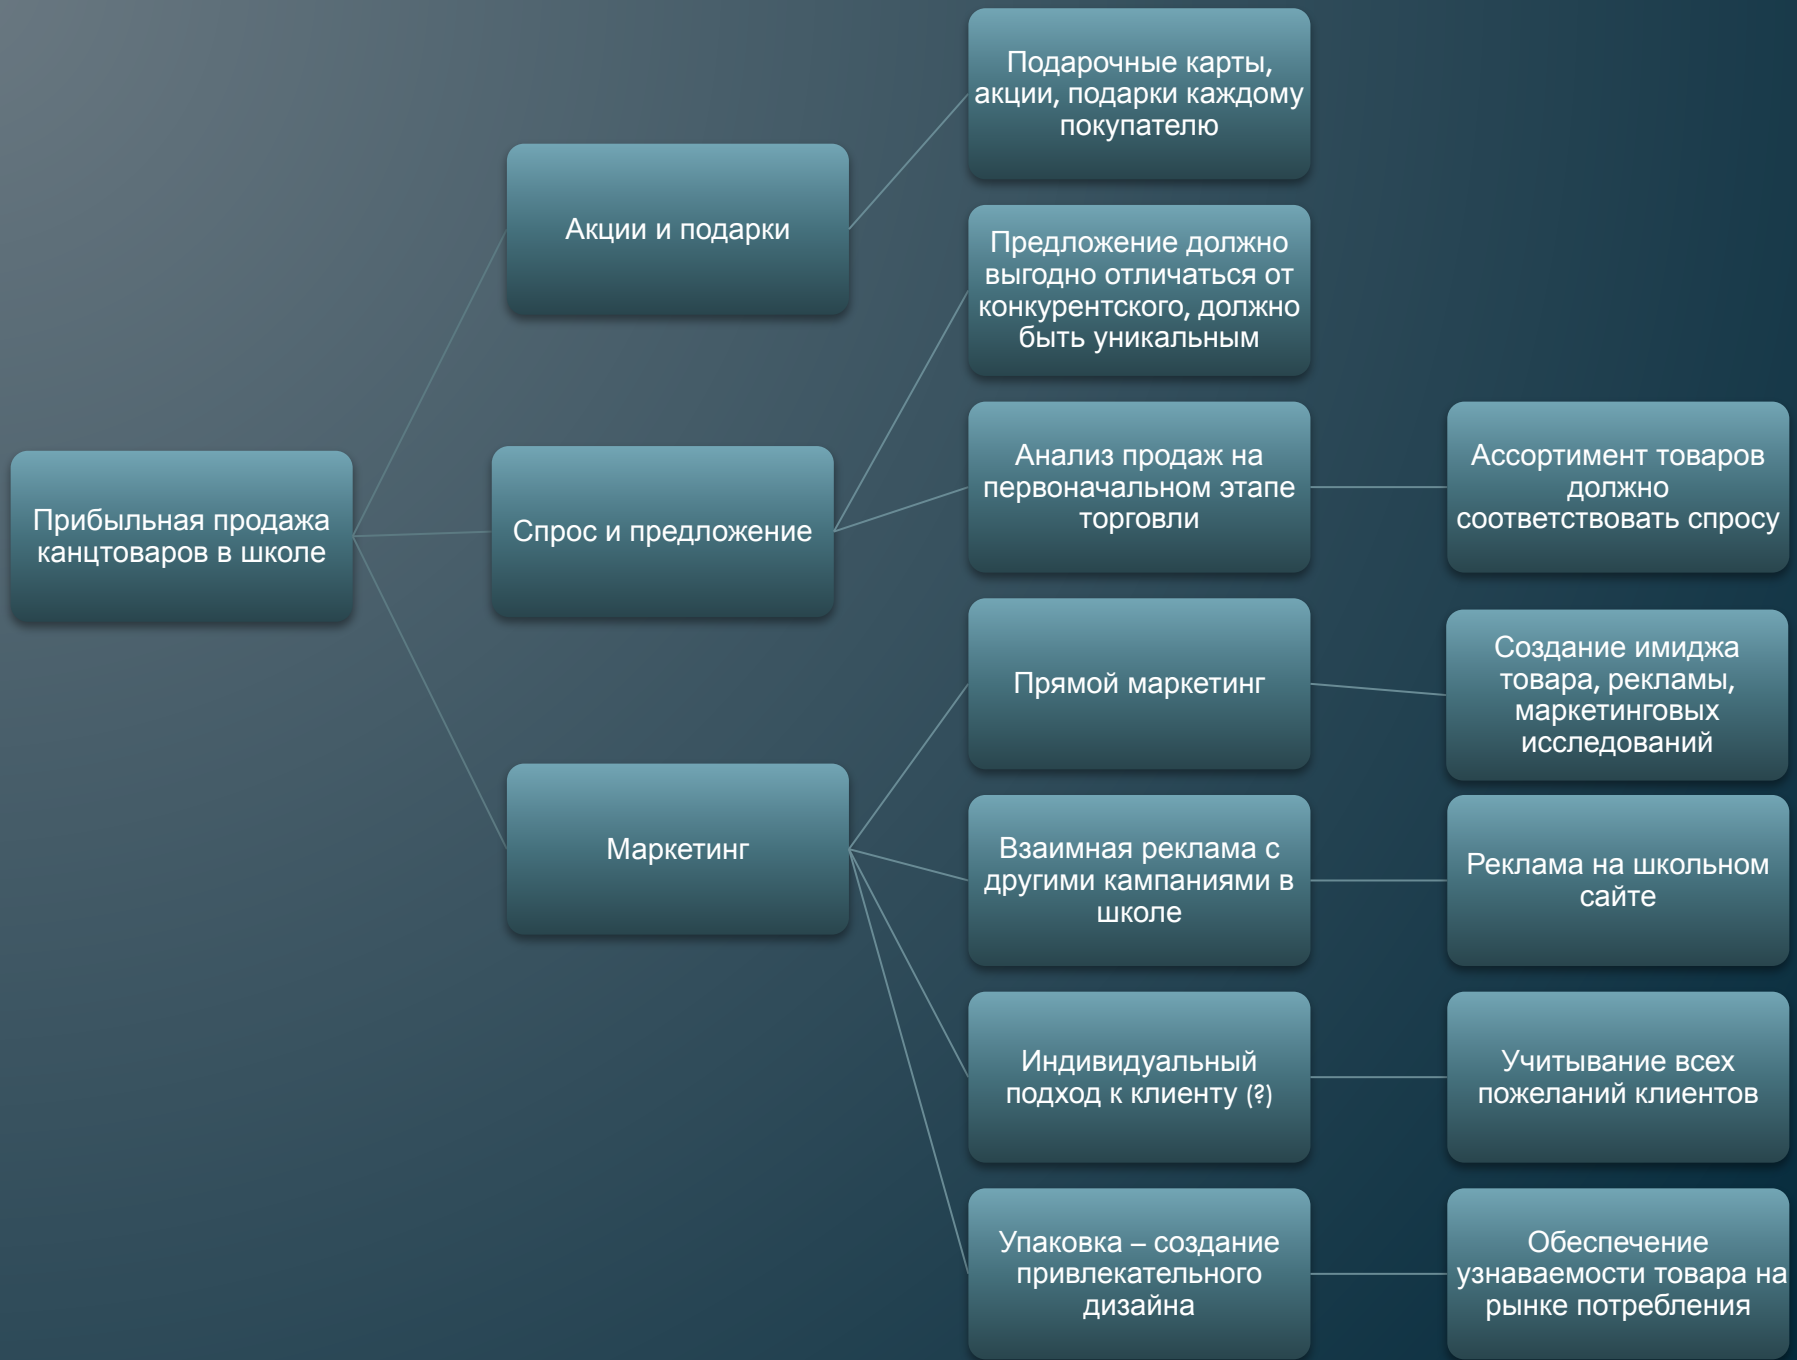 Прибыльная продажа
канцтоваров в школе
Акции и подарки
Подарочные карты,
акции, подарки каждому
покупателю
Спрос и предложение
Предложение должно
выгодно отличаться от
конкурентского, должно
быть уникальным
Анализ продаж на
первоначальном этапе
торговли
Ассортимент товаров
должно
соответствовать спросу
Маркетинг
Прямой маркетинг
Создание имиджа
товара, рекламы,
маркетинговых
исследований
Взаимная реклама с
другими кампаниями в
школе
Реклама на школьном
сайте
Индивидуальный
подход к клиенту (?)
Учитывание всех
пожеланий клиентов
Упаковка – создание
привлекательного
дизайна
Обеспечение
узнаваемости товара на
рынке потребления